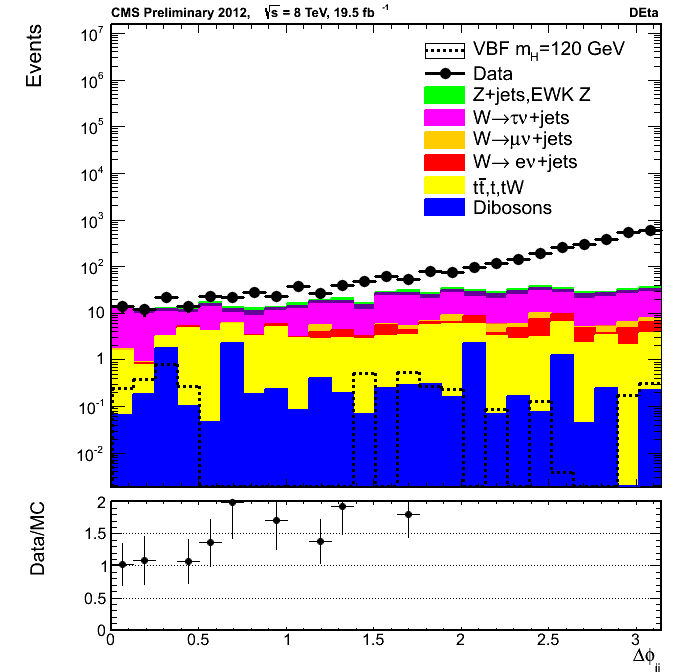 CMS Preliminary 2012, √s = 8 TeV, 19.5 fb⁻¹ DEta
Events
10⁷
10⁶
10⁵
10⁴
10³
10²
10
1
10⁻¹
10⁻²
VBF m_H=120 GeV
Data
Z+jets,EWK Z
W→τν+jets
W→μν+jets
W→ eν+jets
tt̅,t,tW
Dibosons
Data/MC
2
1.5
1
0.5
0
0 0.5 1 1.5 2 2.5 3
Δϕ_jj